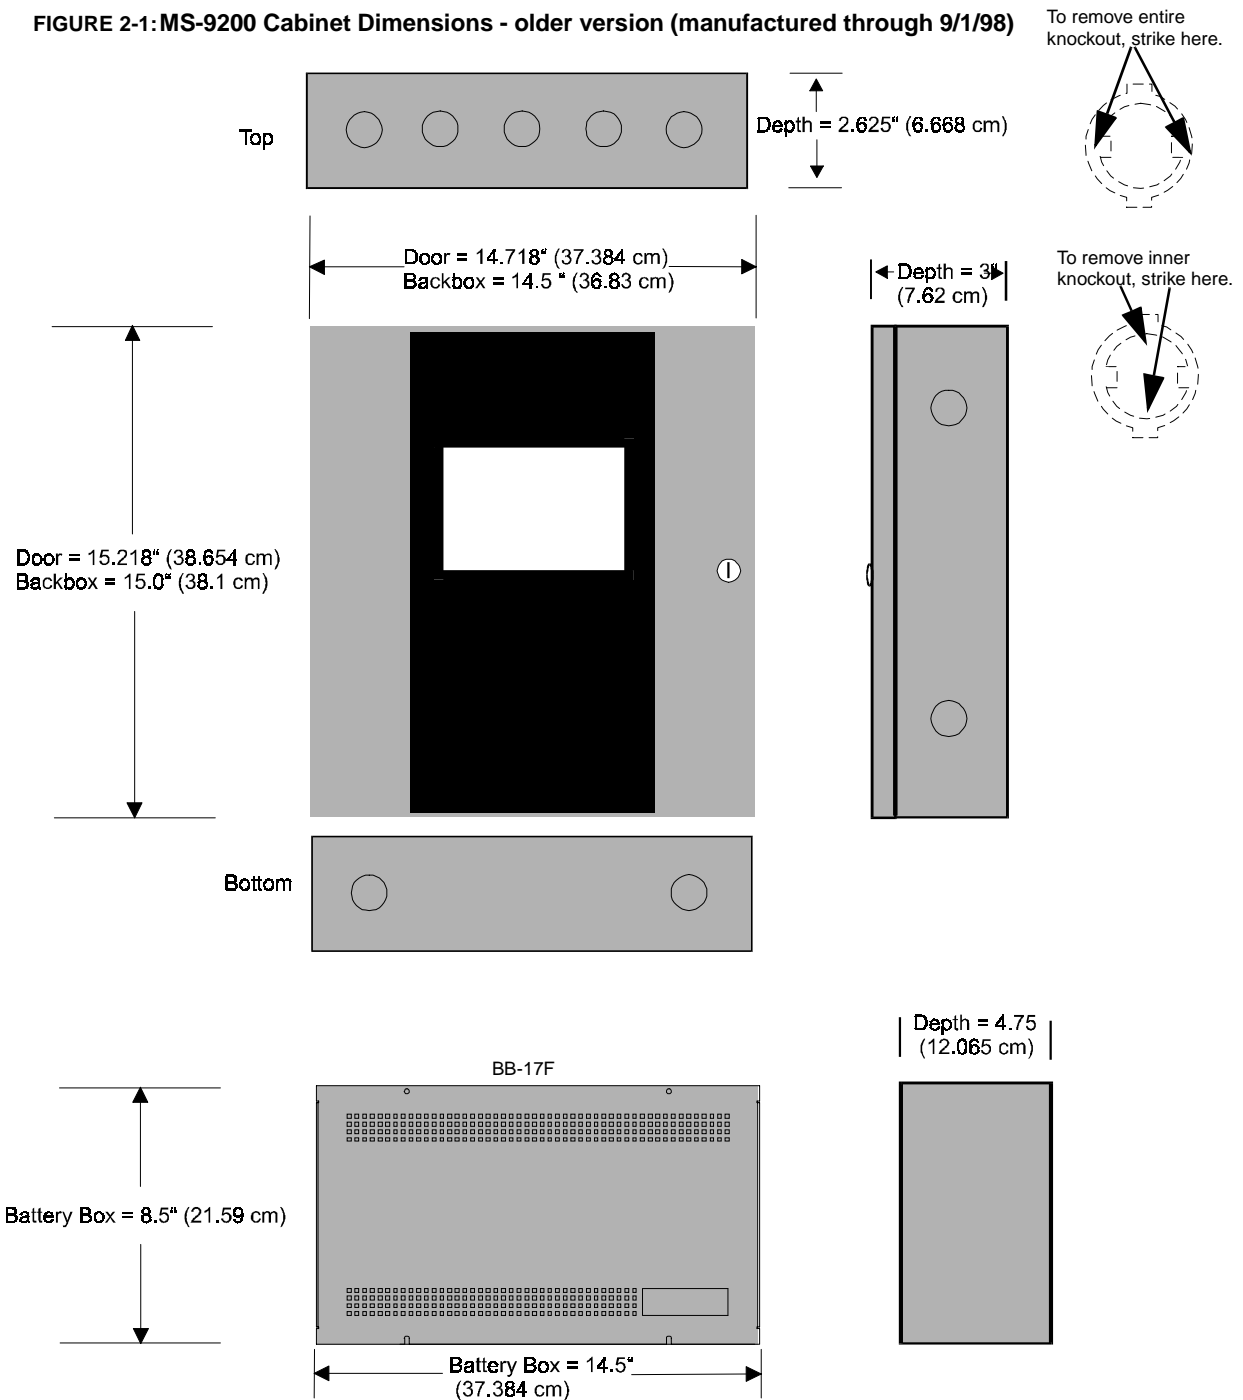 FIGURE 2-1: MS-9200 Cabinet Dimensions - older version (manufactured through 9/1/98)
To remove entire
knockout, strike here.
Top
Depth = 2.625“ (6.668 cm)
Door = 14.718“ (37.384 cm)
Backbox = 14.5 “ (36.83 cm)
Depth = 3“
(7.62 cm)
To remove inner
knockout, strike here.
Door = 15.218“ (38.654 cm)
Backbox = 15.0“ (38.1 cm)
Bottom
Depth = 4.75
(12.065 cm)
BB-17F
Battery Box = 8.5“ (21.59 cm)
Battery Box = 14.5“
(37.384 cm)